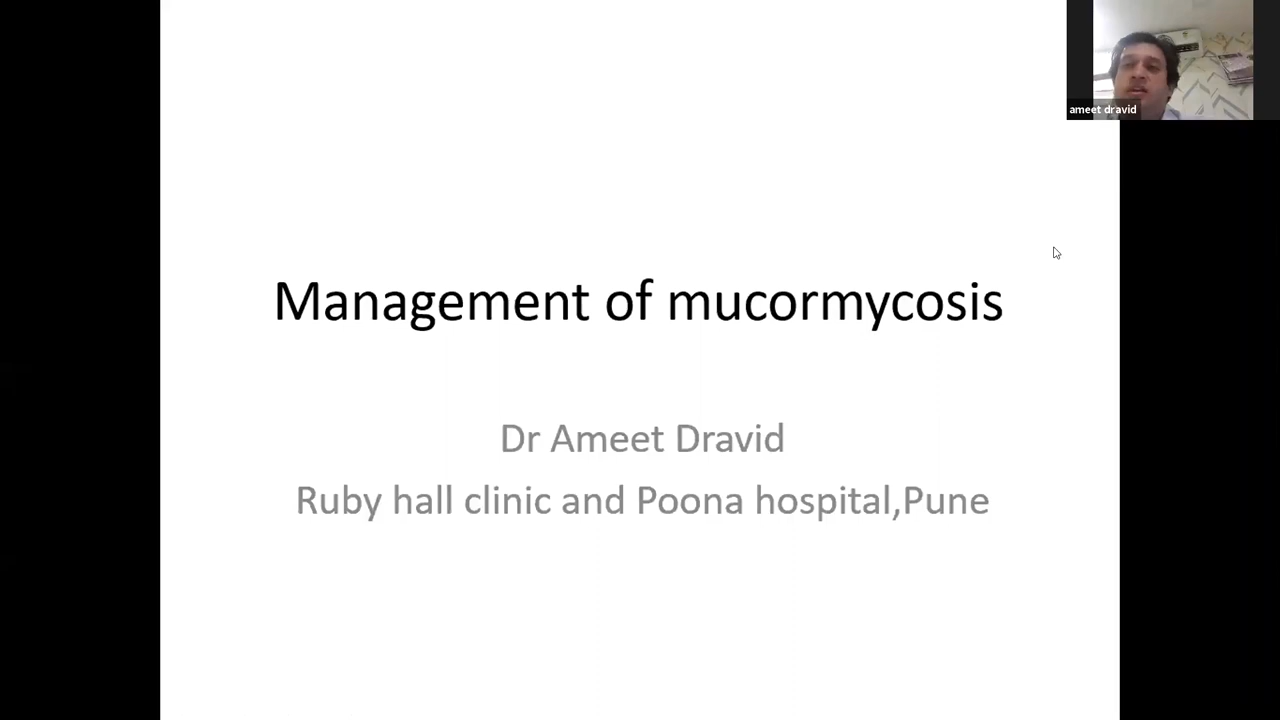 ameet dravid
Management of mucormycosis
Dr Ameet Dravid
Ruby hall clinic and Poona hospital,Pune